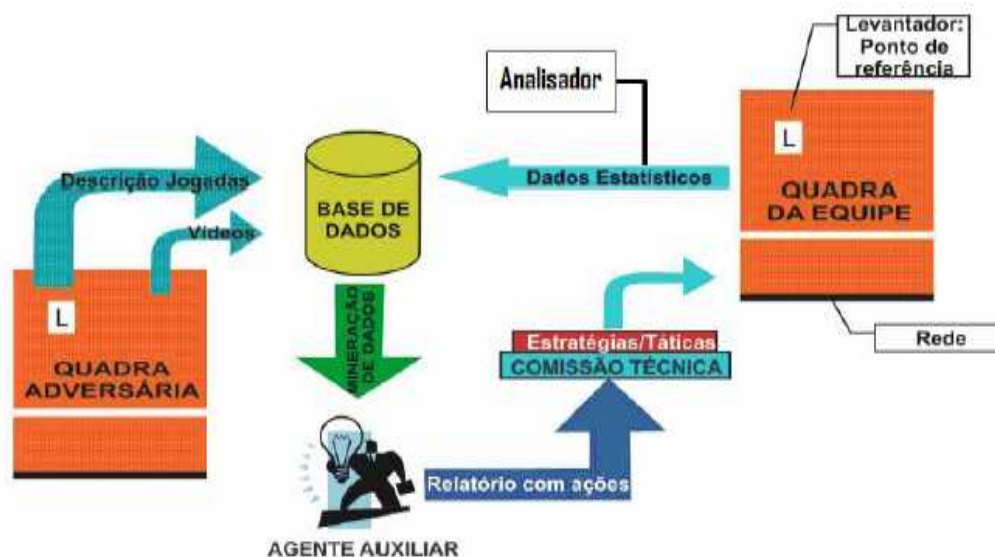 Levantador:
Ponto de
referência
Analisador
L
Descrição Jogadas
Dados Estatísticos
QUADRA
DA EQUIPE
BASE DE
DADOS
Vídeos
L
QUADRA
ADVERSÁRIA
MINERAÇÃO
DE DADOS
Estratégias/Táticas
COMISSÃO TÉCNICA
Rede
Relatório com ações
AGENTE AUXILIAR